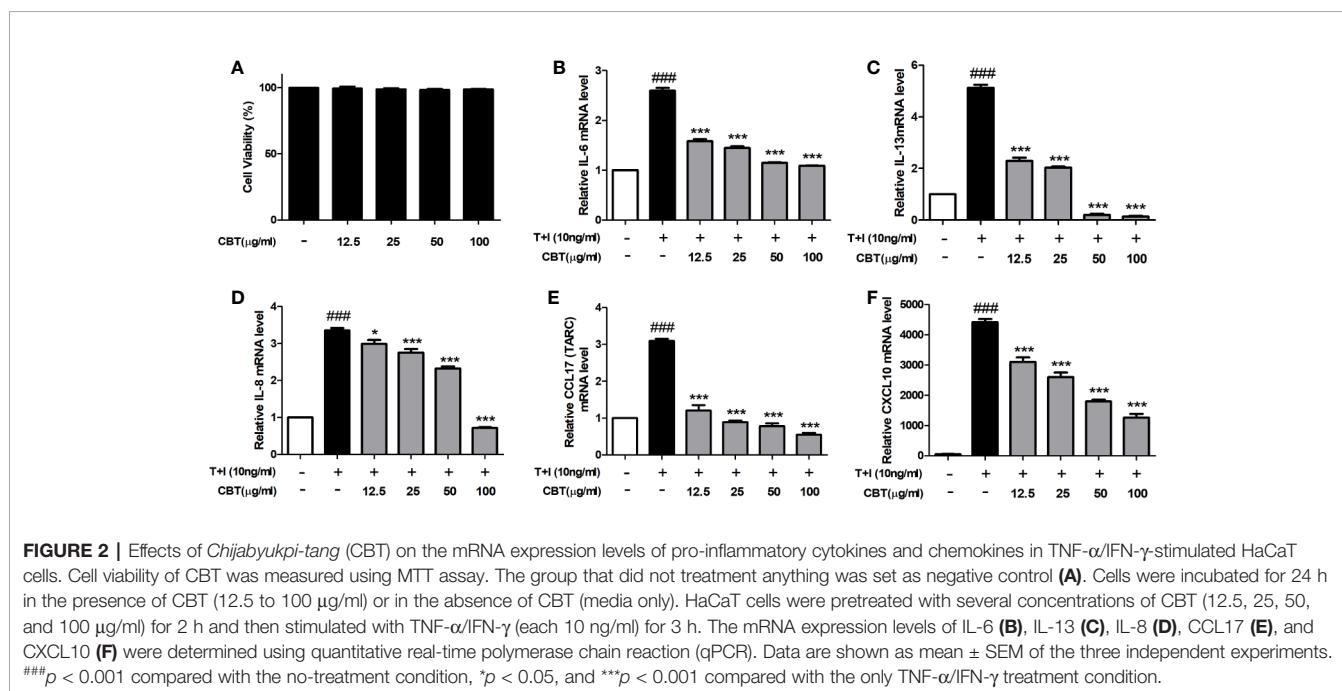 A
Cell Viability (%)
100
50
0
CBT(μg/ml) - 12.5 25 50 100
B
Relative IL-6 mRNA level
3
2
1
0
###
*** *** *** ***
T+I (10ng/ml) - + + + + +
CBT(μg/ml) - - 12.5 25 50 100
C
Relative IL-13mRNA level
6
4
2
0
###
*** *** *** ***
T+I (10ng/ml) - + + + + +
CBT(μg/ml) - - 12.5 25 50 100
D
Relative IL-8 mRNA level
4
3
2
1
0
###
* *** *** ***
T+I (10ng/ml) - + + + + +
CBT(μg/ml) - - 12.5 25 50 100
E
Relative CCL17 (TARC)
mRNA level
4
3
2
1
0
###
*** *** *** ***
T+I (10ng/ml) - + + + + +
CBT(μg/ml) - - 12.5 25 50 100
F
Relative CXCL10 mRNA level
5000
4000
3000
2000
1000
0
###
*** *** *** ***
T+I (10ng/ml) - + + + + +
CBT(μg/ml) - - 12.5 25 50 100
FIGURE 2 | Effects of Chijabyukpi-tang (CBT) on the mRNA expression levels of pro-inflammatory cytokines and chemokines in TNF-α/IFN-γ-stimulated HaCaT
cells. Cell viability of CBT was measured using MTT assay. The group that did not treatment anything was set as negative control (A). Cells were incubated for 24 h
in the presence of CBT (12.5 to 100 μg/ml) or in the absence of CBT (media only). HaCaT cells were pretreated with several concentrations of CBT (12.5, 25, 50,
and 100 μg/ml) for 2 h and then stimulated with TNF-α/IFN-γ (each 10 ng/ml) for 3 h. The mRNA expression levels of IL-6 (B), IL-13 (C), IL-8 (D), CCL17 (E), and
CXCL10 (F) were determined using quantitative real-time polymerase chain reaction (qPCR). Data are shown as mean ± SEM of the three independent experiments.
###p < 0.001 compared with the no-treatment condition, *p < 0.05, and ***p < 0.001 compared with the only TNF-α/IFN-γ treatment condition.